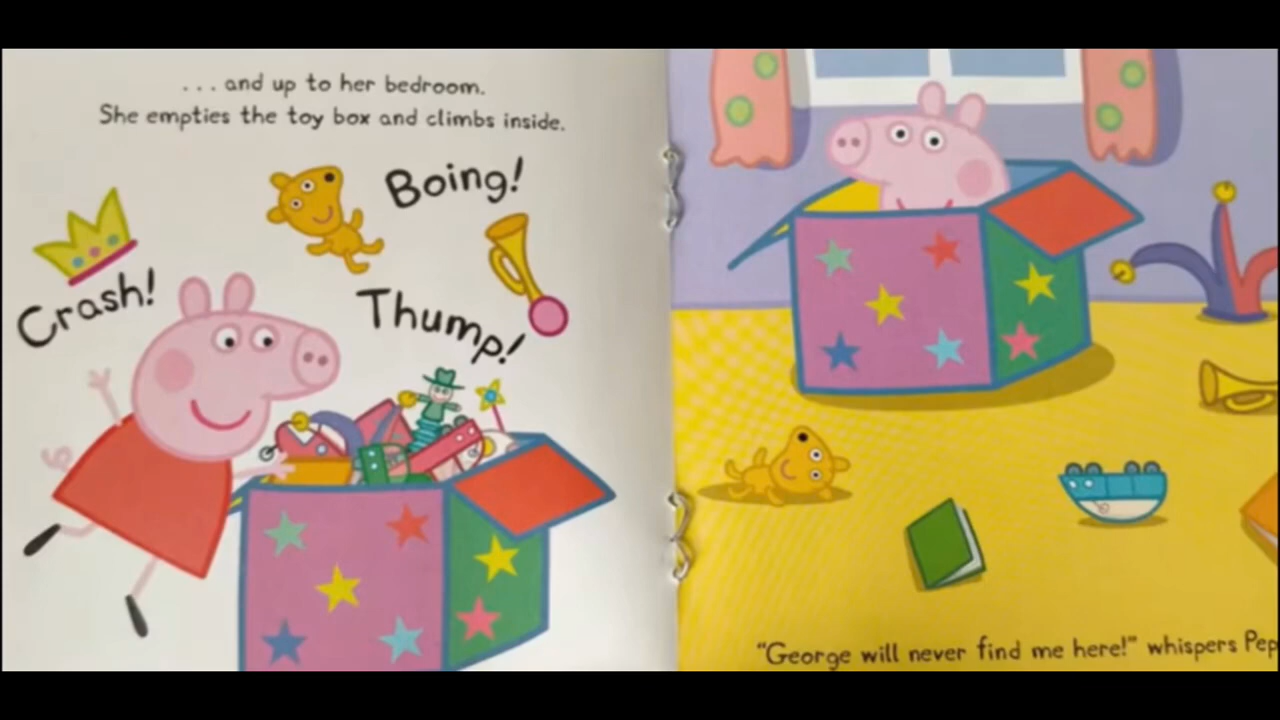 . . . and up to her bedroom.
She empties the toy box and climbs inside.
Boing!
Crash!
Thump!
"George will never find me here!" whispers Pep